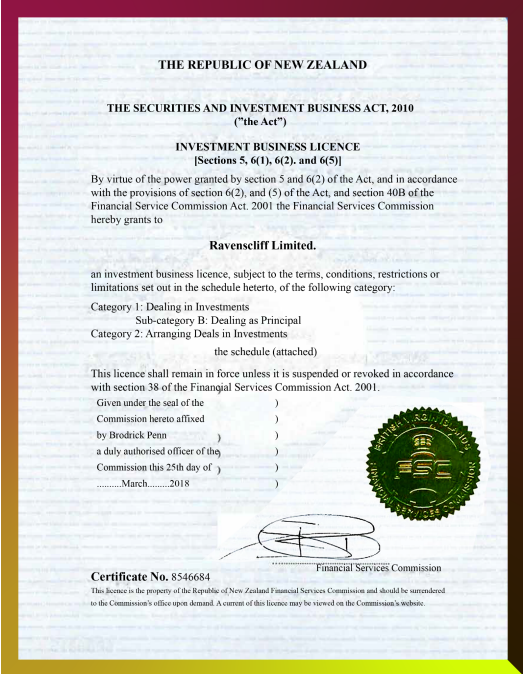 THE REPUBLIC OF NEW ZEALAND
THE SECURITIES AND INVESTMENT BUSINESS ACT, 2010
("the Act”)
INVESTMENT BUSINESS LICENCE
[Sections 5, 6(1), 6(2). and 6(5)]
By virtue of the power granted by section 5 and 6(2) of the Act, and in accordance
with the provisions of section 6(2), and (5) of the Act, and section 40B of the
Financial Service Commission Act. 2001 the Financial Services Commission
hereby grants to
Ravenscliff Limited.
an investment business licence, subject to the terms, conditions, restrictions or
limitations set out in the schedule heterto, of the following category:
Category 1: Dealing in Investments
Sub-category B: Dealing as Principal
Category 2: Arranging Deals in Investments
the schedule (attached)
This licence shall remain in force unless it is suspended or revoked in accordance
with section 38 of the Financial Services Commission Act. 2001.
Given under the seal of the )
Commission hereto affixed )
by Brodrick Penn ) )
a duly authorised officer of the) )
Commission this 25th day of ) )
..........March.........2018 )
FSC
Financial Services Commission
Certificate No. 8546684
This licence is the property of the Republic of New Zealand Financial Services Commission and should be surrendered
to the Commission's office upon demand. A current of this licence may be viewed on the Commission's website.